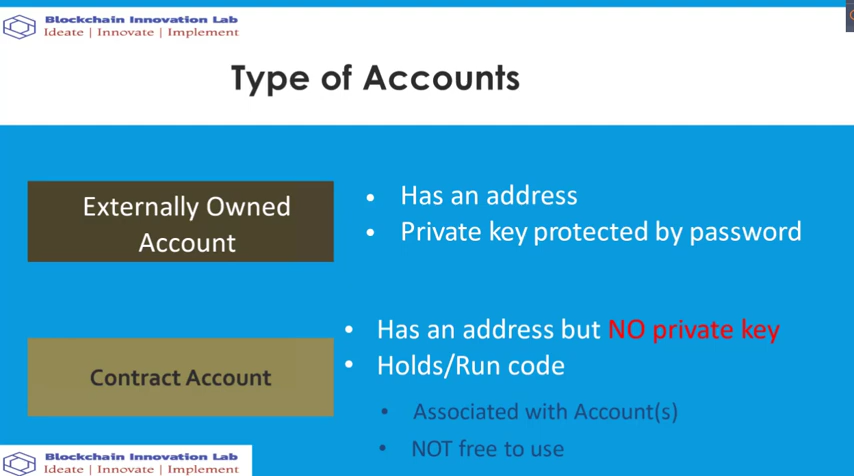 Blockchain Innovation Lab
Ideate | Innovate | Implement
Type of Accounts
Externally Owned
Account
• Has an address
• Private key protected by password
Contract Account
• Has an address but NO private key
• Holds/Run code
• Associated with Account(s)
• NOT free to use
Blockchain Innovation Lab
Ideate | Innovate | Implement